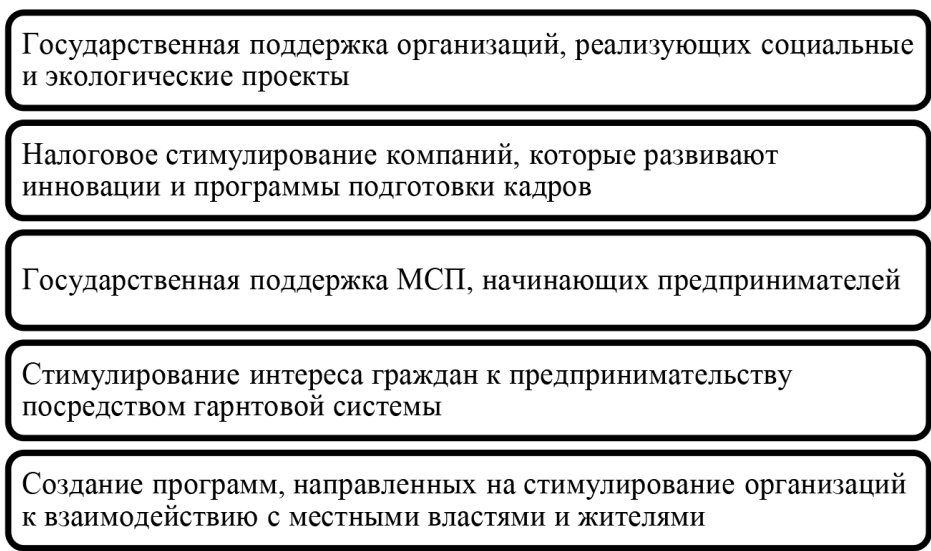 Государственная поддержка организаций, реализующих социальные
и экологические проекты
Налоговое стимулирование компаний, которые развивают
инновации и программы подготовки кадров
Государственная поддержка МСП, начинающих предпринимателей
Стимулирование интереса граждан к предпринимательству
посредством гарнтовой системы
Создание программ, направленных на стимулирование организаций
к взаимодействию с местными властями и жителями